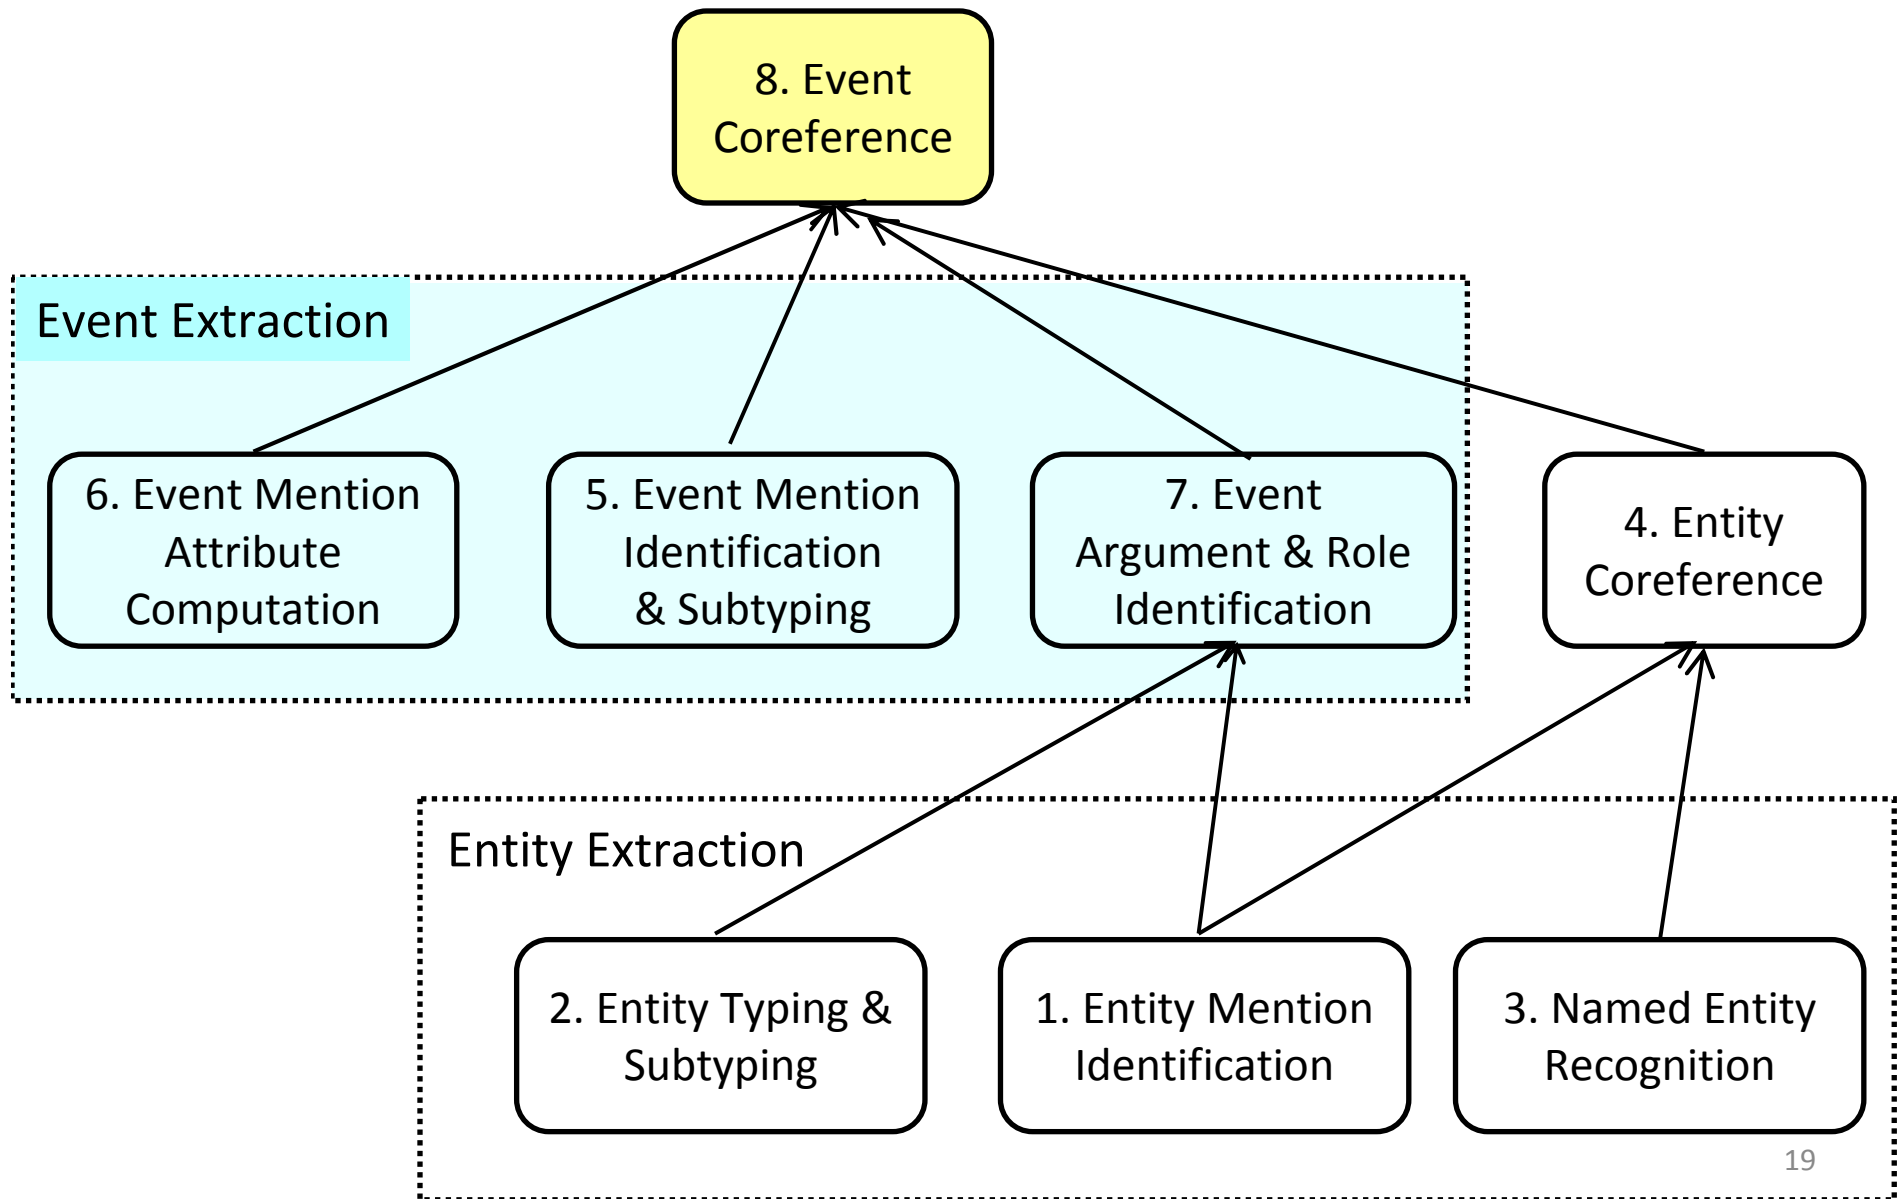 8. Event
Coreference
Event Extraction
6. Event Mention
Attribute
Computation
5. Event Mention
Identification
& Subtyping
7. Event
Argument & Role
Identification
4. Entity
Coreference
Entity Extraction
2. Entity Typing &
Subtyping
1. Entity Mention
Identification
3. Named Entity
Recognition
19